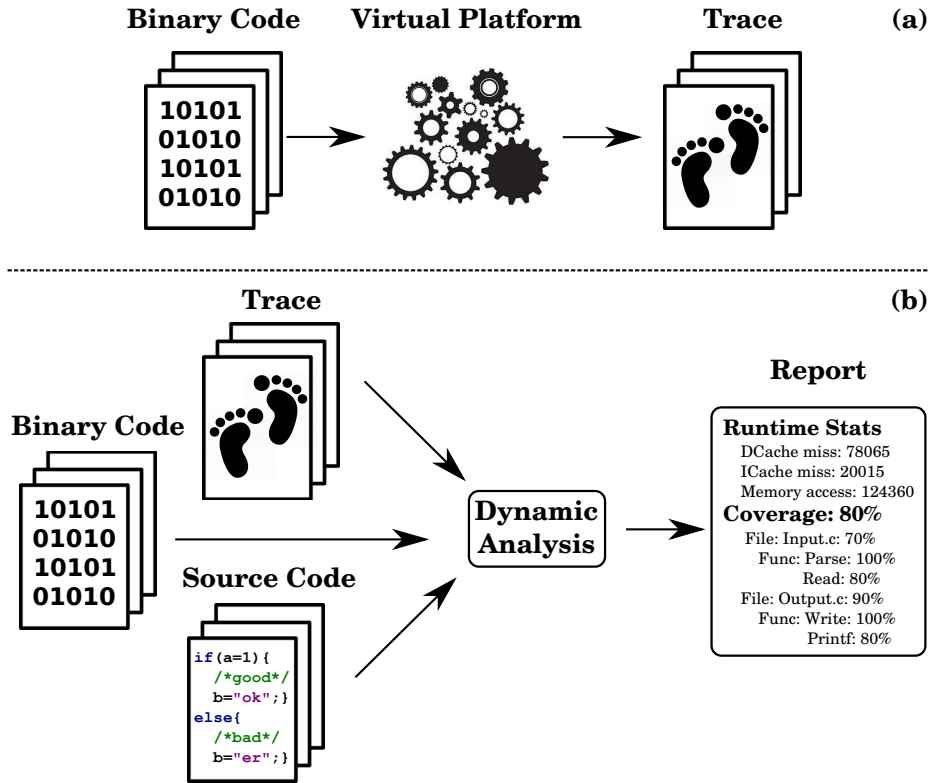 Binary Code
Virtual Platform
Trace
(a)
10101
01010
10101
01010
(b)
Trace
Binary Code
10101
01010
10101
01010
Source Code
if(a=1){
/*good*/
b="ok";}
else{
/*bad*/
b="er";}
Dynamic
Analysis
Report
Runtime Stats
DCache miss: 78065
ICache miss: 20015
Memory access: 124360
Coverage: 80%
File: Input.c: 70%
Func: Parse: 100%
Read: 80%
File: Output.c: 90%
Func: Write: 100%
Printf: 80%